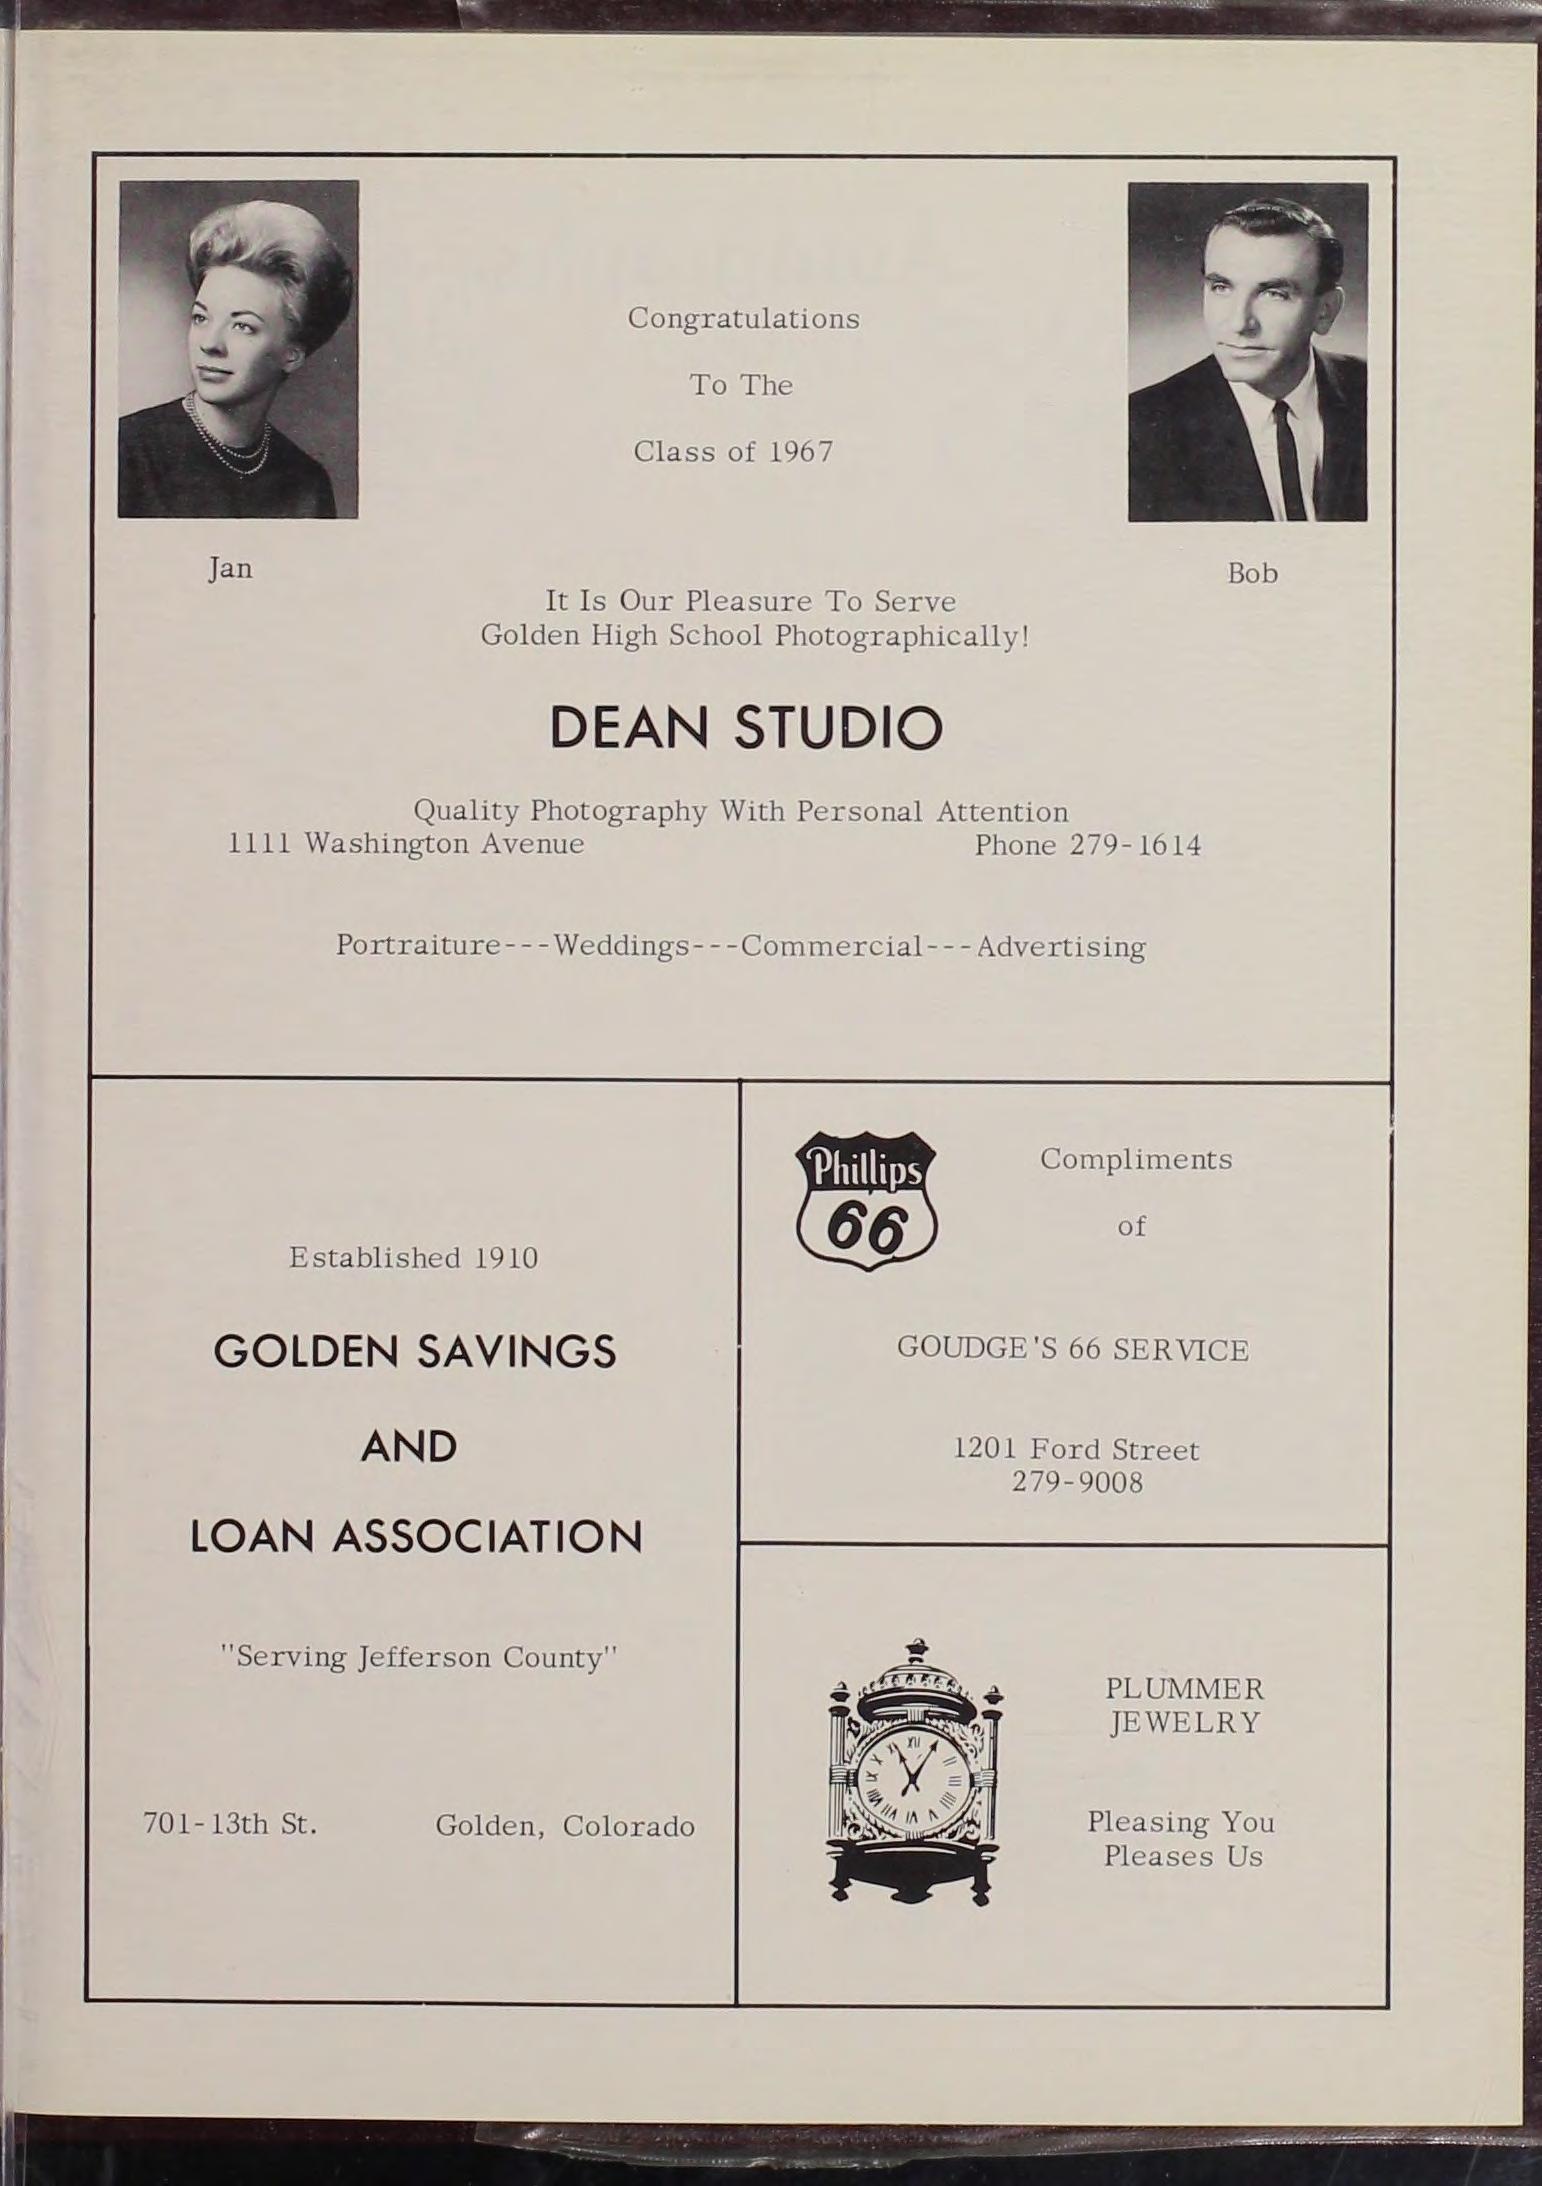 Congratulations
To The
Class of 1967
Jan
Bob
It Is Our Pleasure To Serve
Golden High School Photographically!
DEAN STUDIO
Quality Photography With Personal Attention
1111 Washington Avenue Phone 279-1614
Portraiture---Weddings---Commercial---Advertising
Established 1910
GOLDEN SAVINGS
AND
LOAN ASSOCIATION
"Serving Jefferson County"
701-13th St. Golden, Colorado
Phillips
66
Compliments
of
GOUDGE'S 66 SERVICE
1201 Ford Street
279-9008
PLUMMER
JEWELRY
Pleasing You
Pleases Us